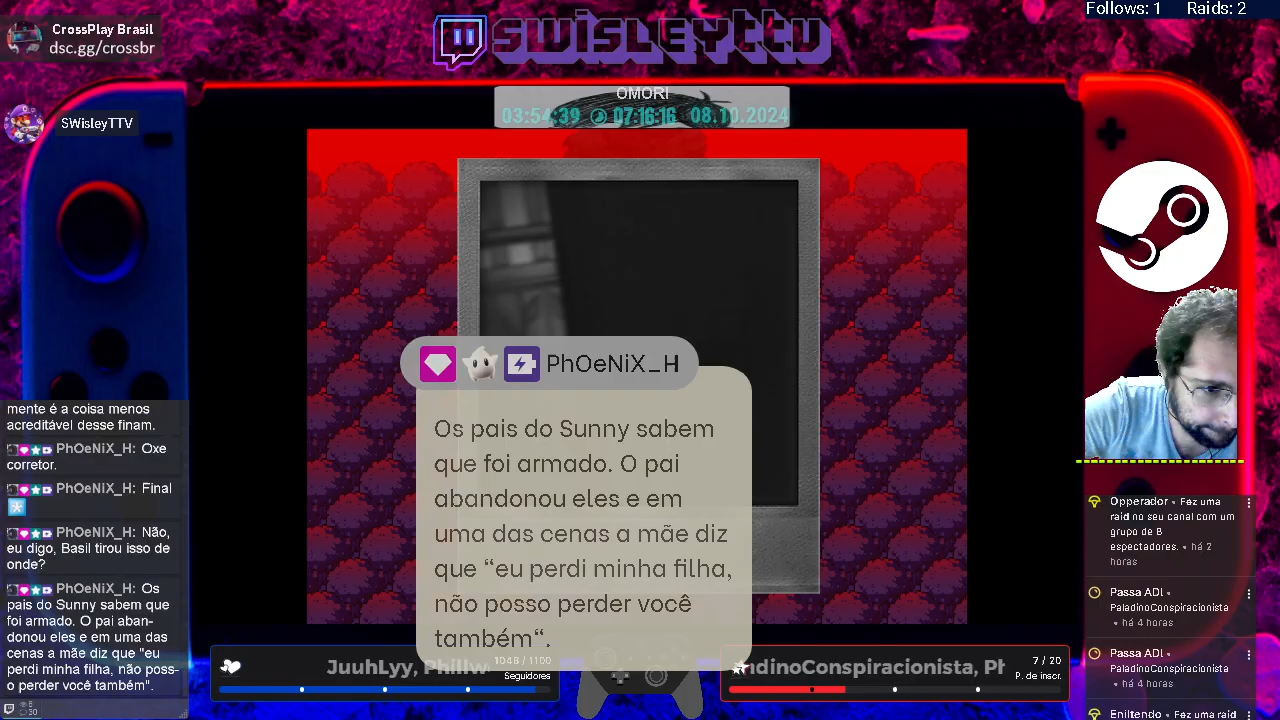 CrossPlay Brasil
dsc.gg/crossbr
SWISLEYTTV
Follows: 1
Raids: 2
SWisleyTTV
OMORI
03:54:39
07:16:16
08.10.2024
PhOeNiX_H
Os pais do Sunny sabem
que foi armado. O pai
abandonou eles e em
uma das cenas a mãe diz
que “eu perdi minha filha,
não posso perder você
também“.
mente é a coisa menos
acreditável desse finam.
PhOeNiX_H: Oxe
corretor.
PhOeNiX_H: Final
PhOeNiX_H: Não,
eu digo, Basil tirou isso de
onde?
PhOeNiX_H: Os
pais do Sunny sabem que
foi armado. O pai aban-
donou eles e em uma das
cenas a mãe diz que "eu
perdi minha filha, não poss-
o perder você também".
8
30
JuuhLyy, Phillw
1048 / 1100
Seguidores
adinoConspiracionista, Ph
7 / 20
P. de inscr.
Opperador • Fez uma
raid no seu canal com um
grupo de 8
espectadores. • há 2
horas
Passa ADI •
PaladinoConspiracionista
• há 4 horas
Passa ADI •
PaladinoConspiracionista
• há 4 horas
Eniltendo • Fez uma raid